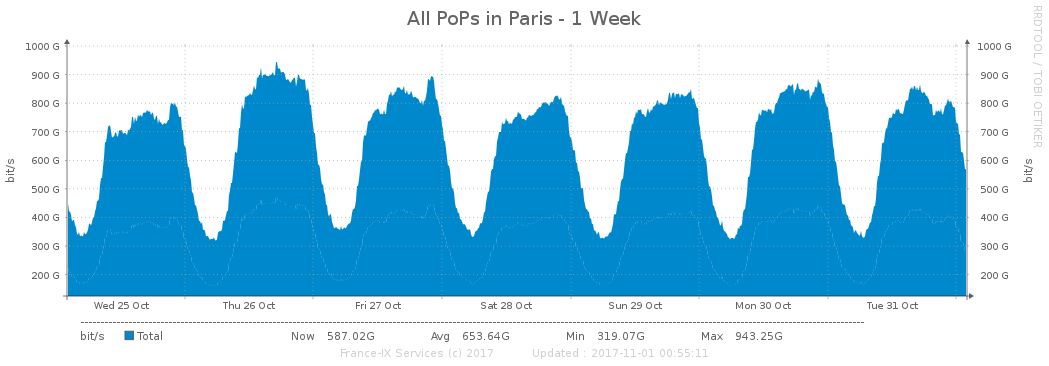 All PoPs in Paris - 1 Week
RRDTOOL / TOBI OETIKER
1000 G 1000 G
900 G 900 G
800 G 800 G
700 G 700 G
600 G 600 G
500 G 500 G
400 G 400 G
300 G 300 G
200 G 200 G
bit/s
bit/s
Wed 25 Oct Thu 26 Oct Fri 27 Oct Sat 28 Oct Sun 29 Oct Mon 30 Oct Tue 31 Oct
bit/s Total Now 587.02G Avg 653.64G Min 319.07G Max 943.25G
France-IX Services (c) 2017 Updated : 2017-11-01 00:55:11